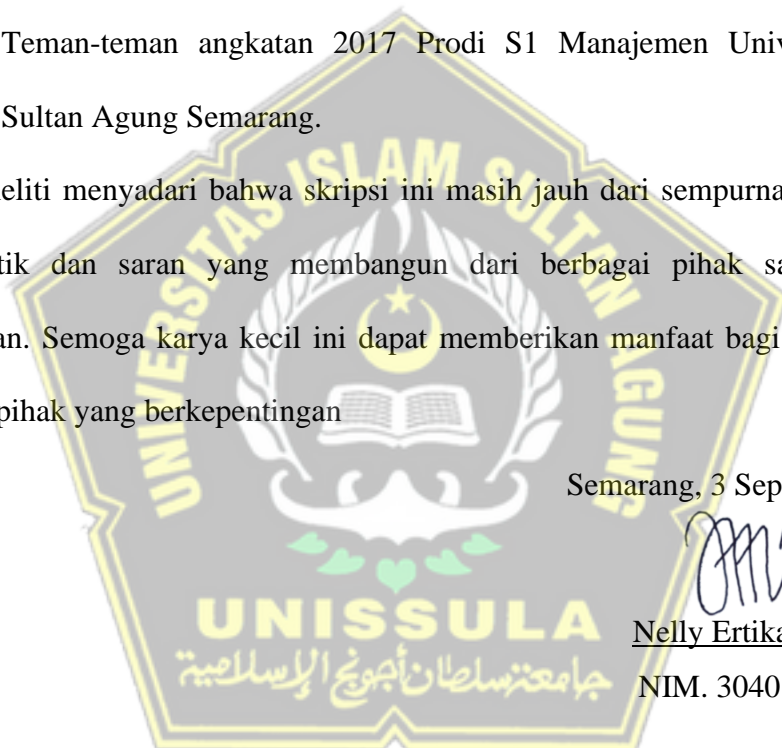 Teman-teman angkatan 2017 Prodi S1 Manajemen Univ
Sultan Agung Semarang.
eliti menyadari bahwa skripsi ini masih jauh dari sempurna
tik dan saran yang membangun dari berbagai pihak sa
an. Semoga karya kecil ini dapat memberikan manfaat bagi
pihak yang berkepentingan
Semarang, 3 Sep
Nelly Ertika
NIM. 3040
UNIVERSITAS ISLAM SULTAN AGUNG
UNISSULA
جامعتسلطان أجونج الإسلامية